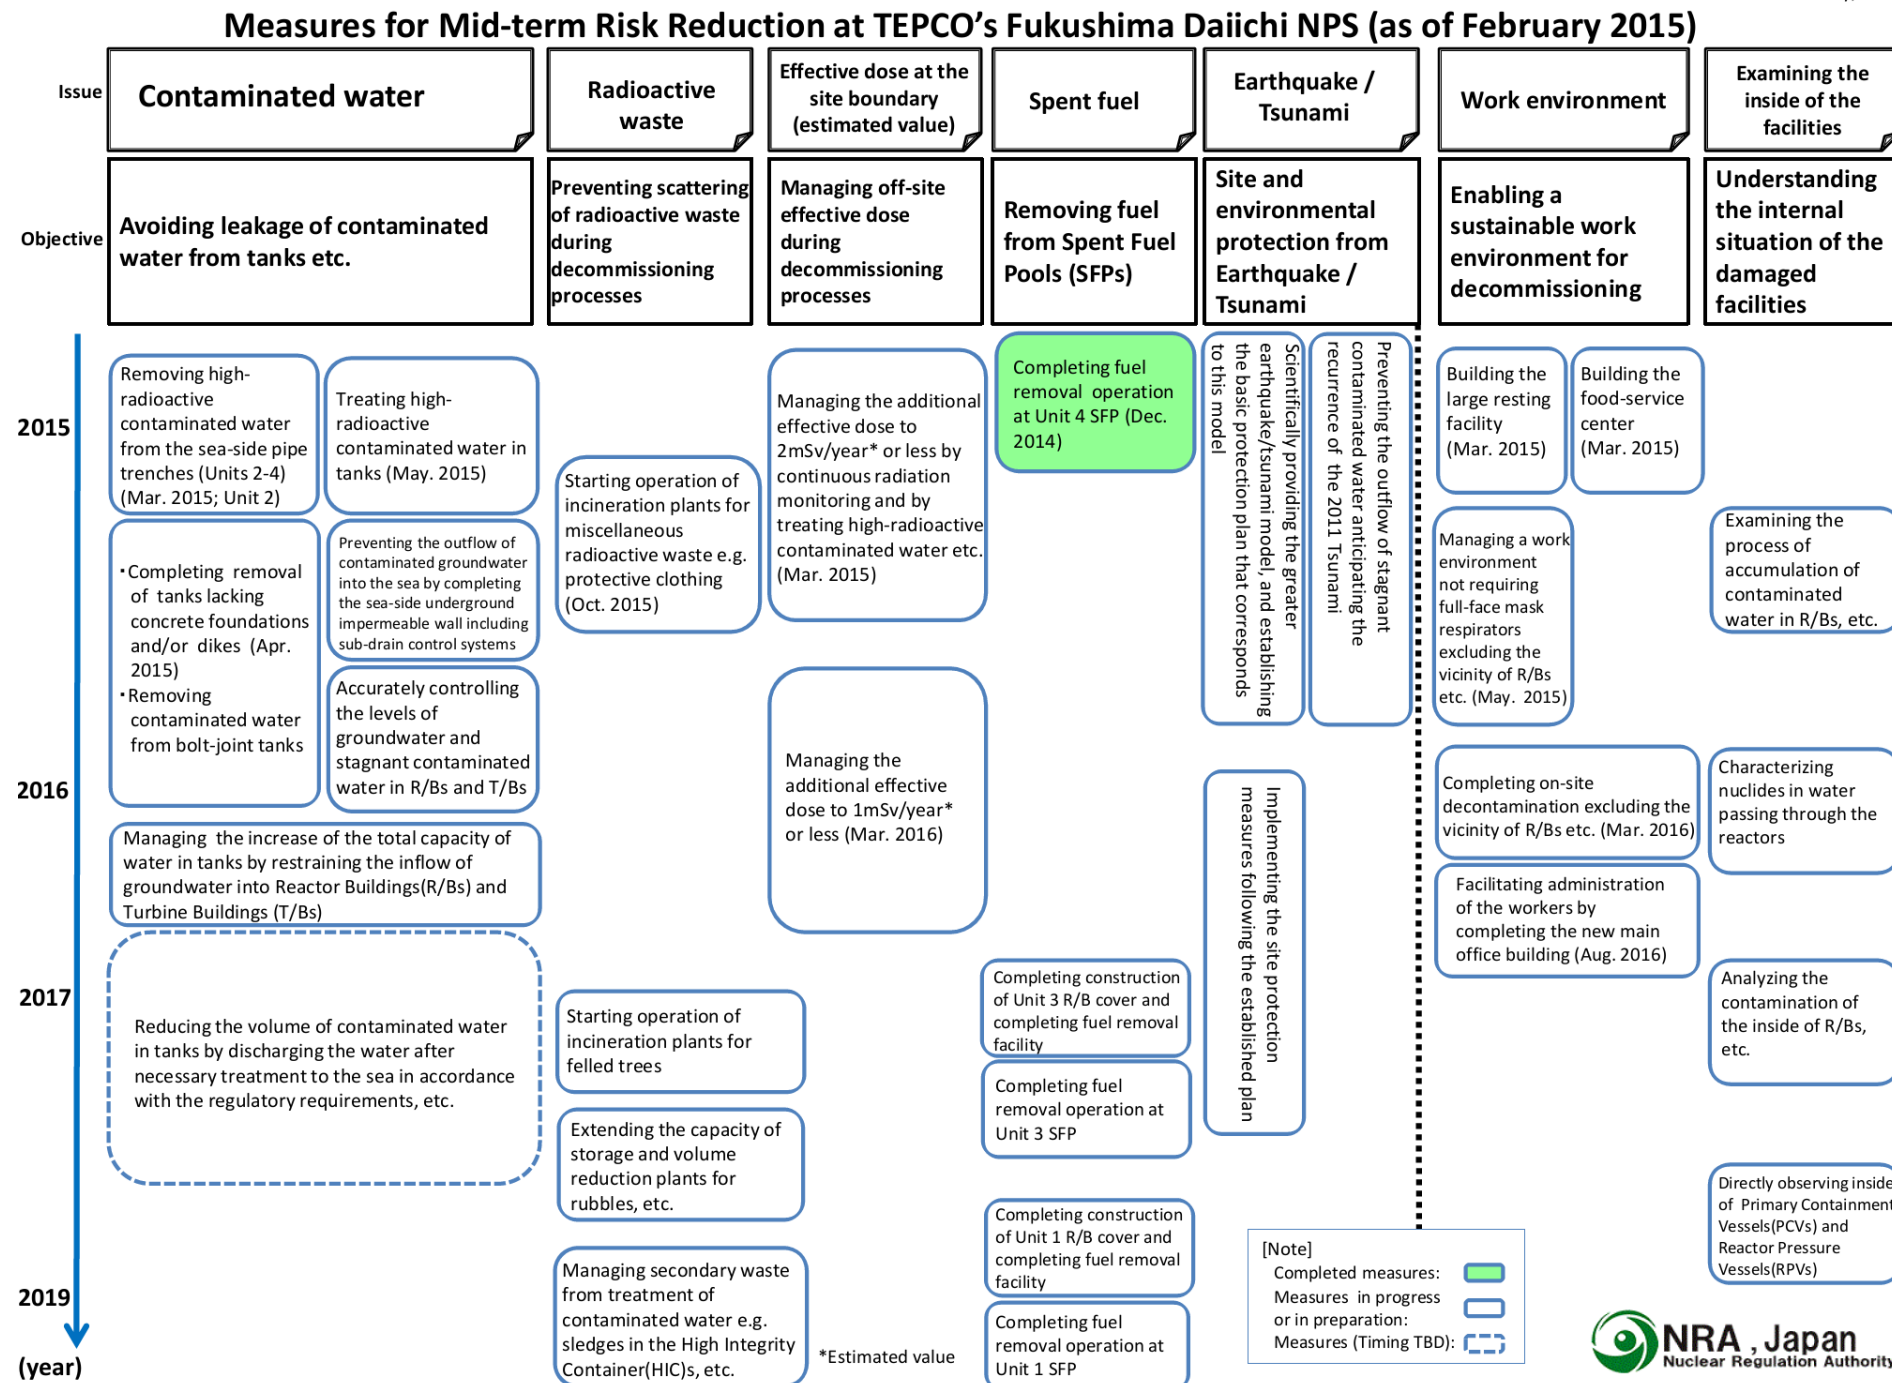 Measures for Mid-term Risk Reduction at TEPCO's Fukushima Daiichi NPS (as of February 2015)
Issue
Contaminated water
Radioactive
waste
Effective dose at the
site boundary
(estimated value)
Spent fuel
Earthquake /
Tsunami
Work environment
Examining the
inside of the
facilities
Objective
Avoiding leakage of contaminated
water from tanks etc.
Preventing scattering
of radioactive waste
during
decommissioning
processes
Managing off-site
effective dose
during
decommissioning
processes
Removing fuel
from Spent Fuel
Pools (SFPs)
Site and
environmental
protection from
Earthquake /
Tsunami
Enabling a
sustainable work
environment for
decommissioning
Understanding
the internal
situation of the
damaged
facilities
2015
2016
2017
2019
(year)
Removing high-
radioactive
contaminated water
from the sea-side pipe
trenches (Units 2-4)
(Mar. 2015; Unit 2)
Treating high-
radioactive
contaminated water in
tanks (May. 2015)
・Completing removal
of tanks lacking
concrete foundations
and/or dikes (Apr.
2015)
・Removing
contaminated water
from bolt-joint tanks
Preventing the outflow of
contaminated groundwater
into the sea by completing
the sea-side underground
impermeable wall including
sub-drain control systems
Accurately controlling
the levels of
groundwater and
stagnant contaminated
water in R/Bs and T/Bs
Managing the increase of the total capacity of
water in tanks by restraining the inflow of
groundwater into Reactor Buildings(R/Bs) and
Turbine Buildings (T/Bs)
Reducing the volume of contaminated water
in tanks by discharging the water after
necessary treatment to the sea in accordance
with the regulatory requirements, etc.
Starting operation of
incineration plants for
miscellaneous
radioactive waste e.g.
protective clothing
(Oct. 2015)
Starting operation of
incineration plants for
felled trees
Extending the capacity of
storage and volume
reduction plants for
rubbles, etc.
Managing secondary waste
from treatment of
contaminated water e.g.
sledges in the High Integrity
Container(HIC)s, etc.
Managing the additional
effective dose to
2mSv/year* or less by
continuous radiation
monitoring and by
treating high-radioactive
contaminated water etc.
(Mar. 2015)
Managing the
additional effective
dose to 1mSv/year*
or less (Mar. 2016)
*Estimated value
Completing fuel
removal operation
at Unit 4 SFP (Dec.
2014)
Completing construction
of Unit 3 R/B cover and
completing fuel removal
facility
Completing fuel
removal operation at
Unit 3 SFP
Completing construction
of Unit 1 R/B cover and
completing fuel removal
facility
Completing fuel
removal operation at
Unit 1 SFP
Scientifically providing the greater
earthquake/tsunami model, and establishing
the basic protection plan that corresponds
to this model
Preventing the outflow of stagnant
contaminated water anticipating the
recurrence of the 2011 Tsunami
Implementing the site protection
measures following the established plan
Building the
large resting
facility
(Mar. 2015)
Building the
food-service
center
(Mar. 2015)
Managing a work
environment
not requiring
full-face mask
respirators
excluding the
vicinity of R/Bs
etc. (May. 2015)
Completing on-site
decontamination excluding the
vicinity of R/Bs etc. (Mar. 2016)
Facilitating administration
of the workers by
completing the new main
office building (Aug. 2016)
Examining the
process of
accumulation of
contaminated
water in R/Bs, etc.
Characterizing
nuclides in water
passing through the
reactors
Analyzing the
contamination of
the inside of R/Bs,
etc.
Directly observing inside
of Primary Containment
Vessels(PCVs) and
Reactor Pressure
Vessels(RPVs)
[Note]
Completed measures:
Measures in progress
or in preparation:
Measures (Timing TBD):
NRA , Japan
Nuclear Regulation Authority